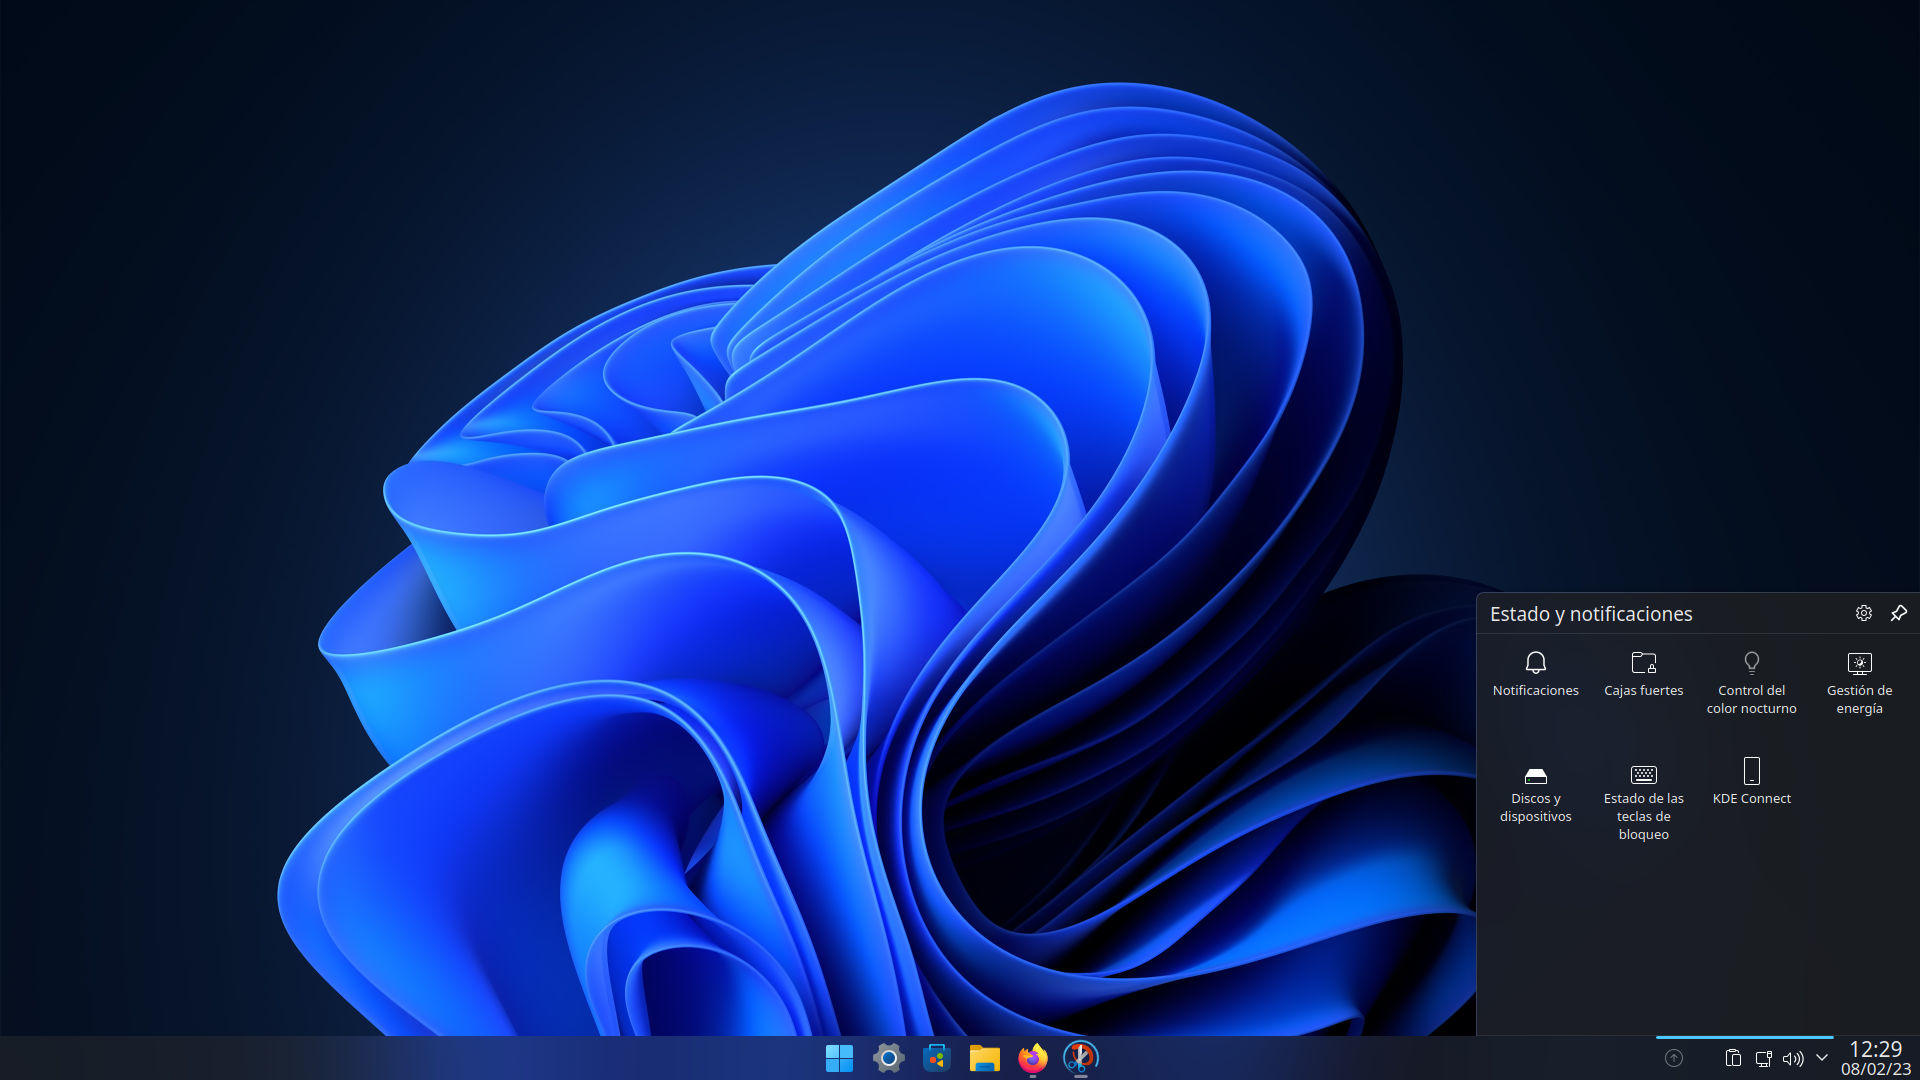 Estado y notificaciones
Notificaciones
Cajas fuertes
Control del
color nocturno
Gestión de
energía
Discos y
dispositivos
Estado de las
teclas de
bloqueo
KDE Connect
12:29
08/02/23